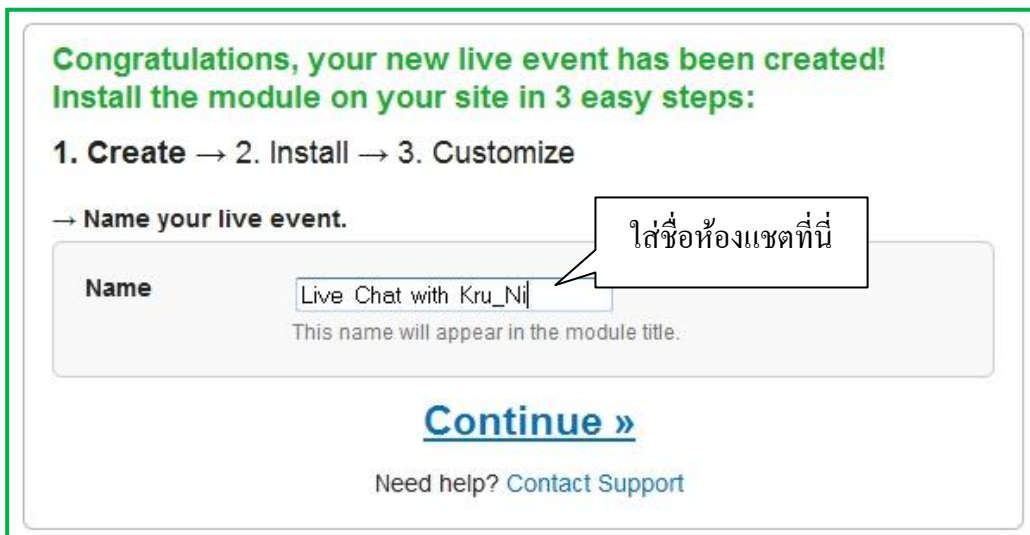 Congratulations, your new live event has been created!
Install the module on your site in 3 easy steps:
1. Create → 2. Install → 3. Customize
→ Name your live event.
ใส่ชื่อห้องแชตที่นี่
Name
Live Chat with Kru_Ni
This name will appear in the module title.
Continue »
Need help? Contact Support